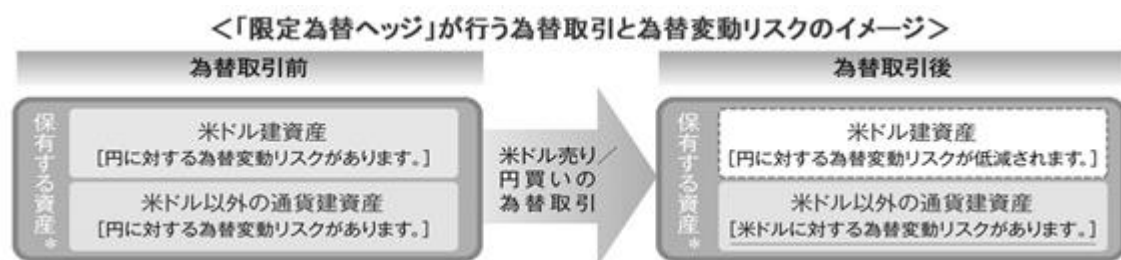 ＜「限定為替ヘッジ」が行う為替取引と為替変動リスクのイメージ＞
為替取引前
保有する資産*
米ドル建資産
[円に対する為替変動リスクがあります。]
米ドル以外の通貨建資産
[円に対する為替変動リスクがあります。]
米ドル売り／
円買いの
為替取引
為替取引後
保有する資産*
米ドル建資産
[円に対する為替変動リスクが低減されます。]
米ドル以外の通貨建資産
[米ドルに対する為替変動リスクがあります。]